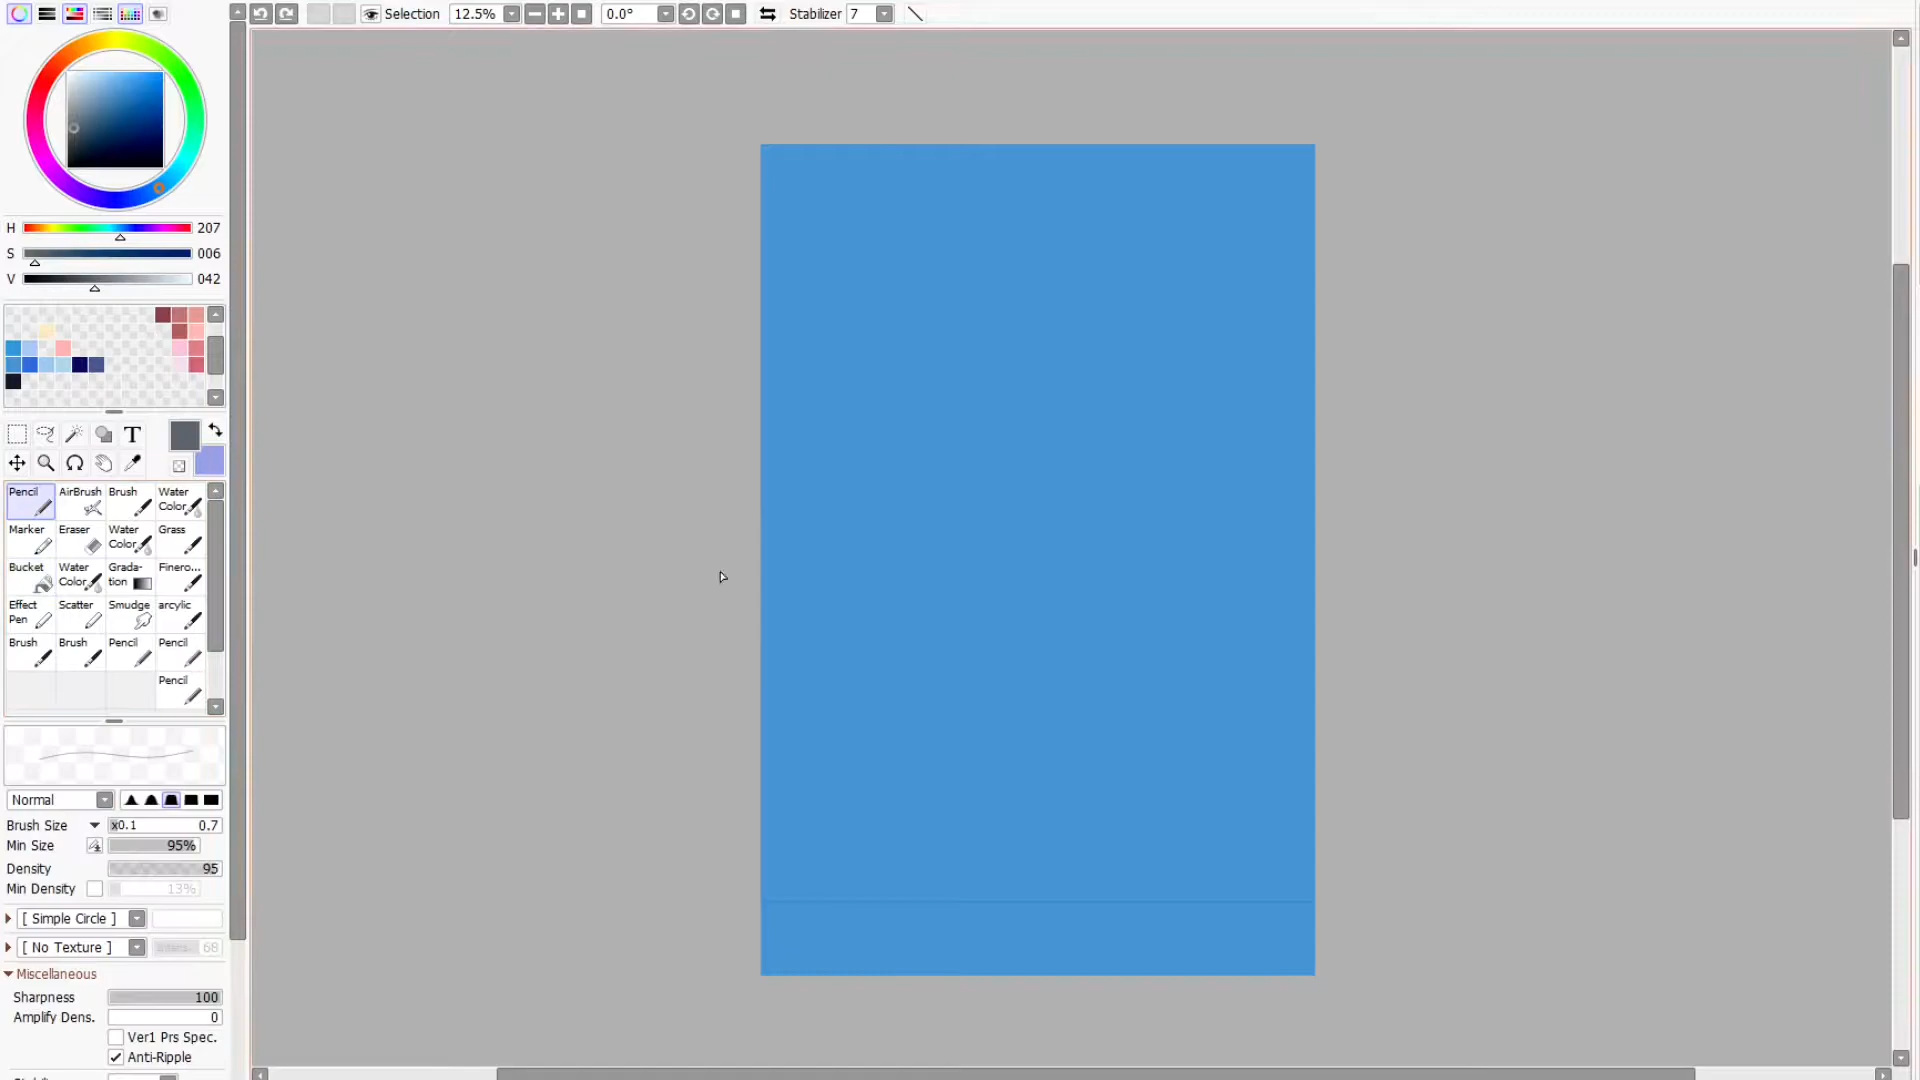 Selection 12.5% 0.0° Stabilizer 7
H 207
S 006
V 042
T
Pencil AirBrush Brush Water Color
Marker Eraser Water Color Grass
Bucket Water Color Grada-tion Finero...
Effect Pen Scatter Smudge arcylic
Brush Brush Pencil Pencil
Pencil
Normal
Brush Size x0.1 0.7
Min Size 95%
Density 95
Min Density 13%
[ Simple Circle ]
[ No Texture ] 68
Miscellaneous
Sharpness 100
Amplify Dens. 0
Ver1 Prs Spec.
Anti-Ripple